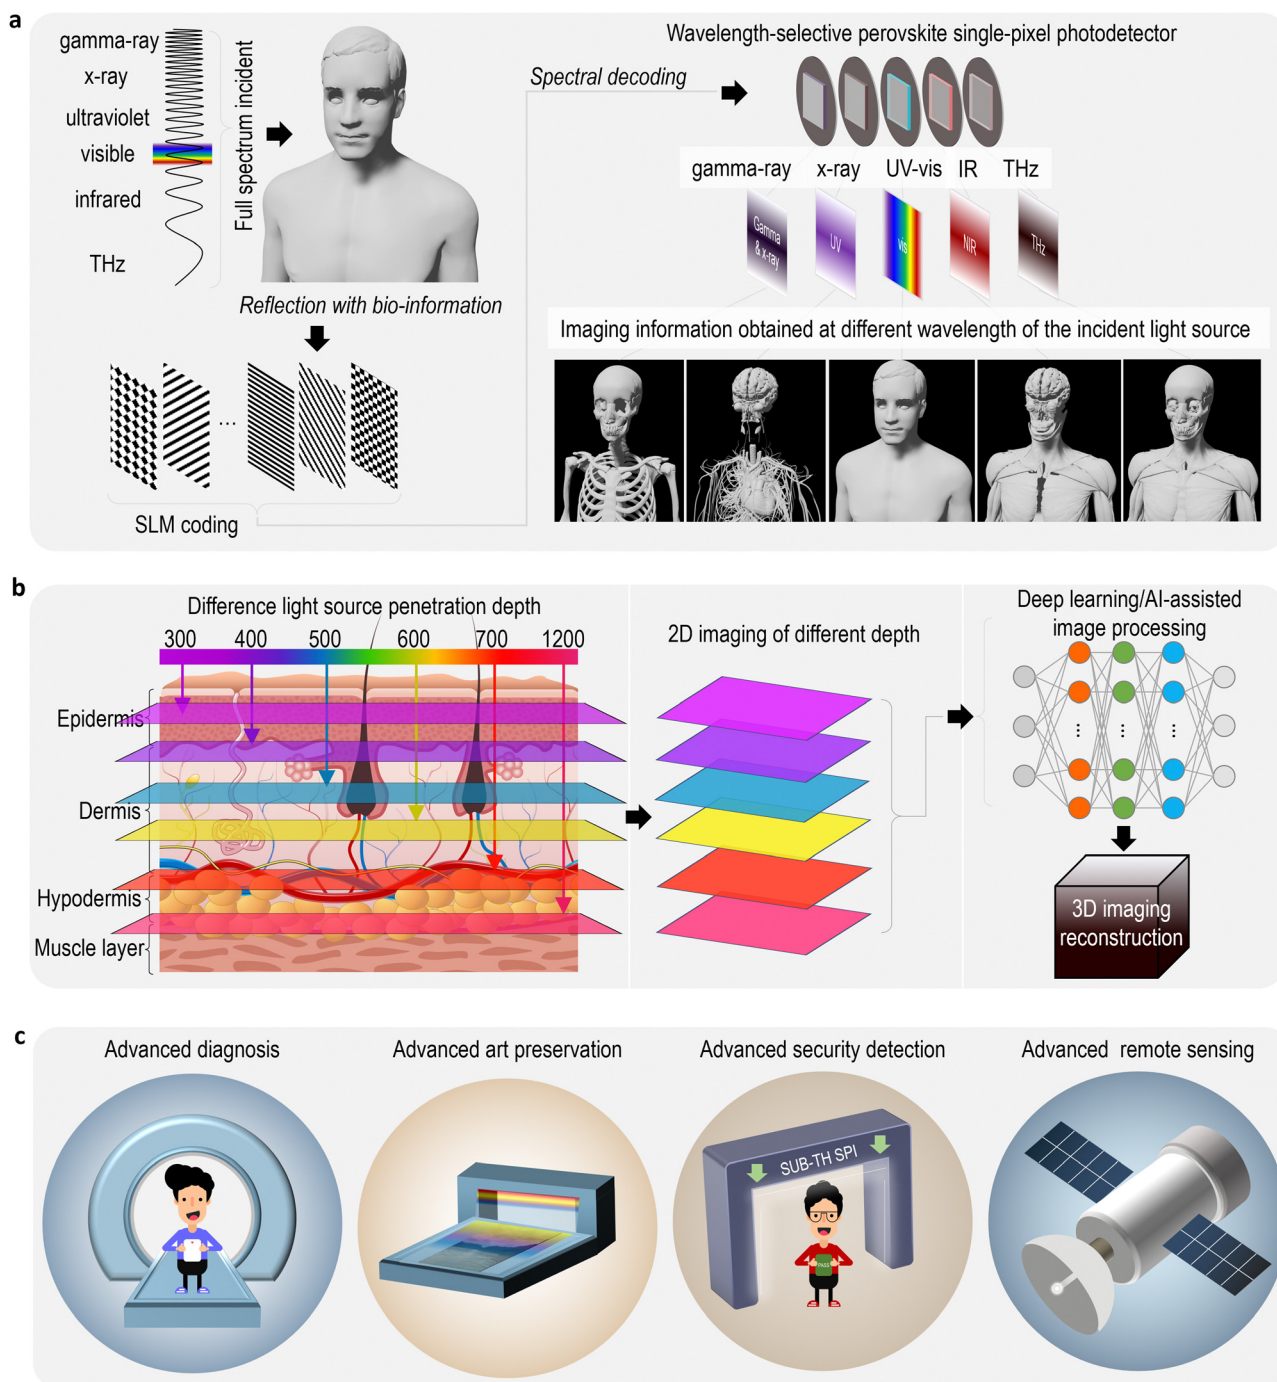 a
gamma-ray
x-ray
ultraviolet
visible
infrared
THz
Full spectrum incident
Reflection with bio-information
...
SLM coding
Spectral decoding
Wavelength-selective perovskite single-pixel photodetector
gamma-ray x-ray UV-vis IR THz
Gamma
& x-ray
UV
vis
NIR
THz
Imaging information obtained at different wavelength of the incident light source
b
Difference light source penetration depth
300 400 500 600 700 1200
Epidermis
Dermis
Hypodermis
Muscle layer
2D imaging of different depth
Deep learning/AI-assisted
image processing
3D imaging
reconstruction
c
Advanced diagnosis
Advanced art preservation
Advanced security detection
SUB-TH SPI
PASS
Advanced remote sensing